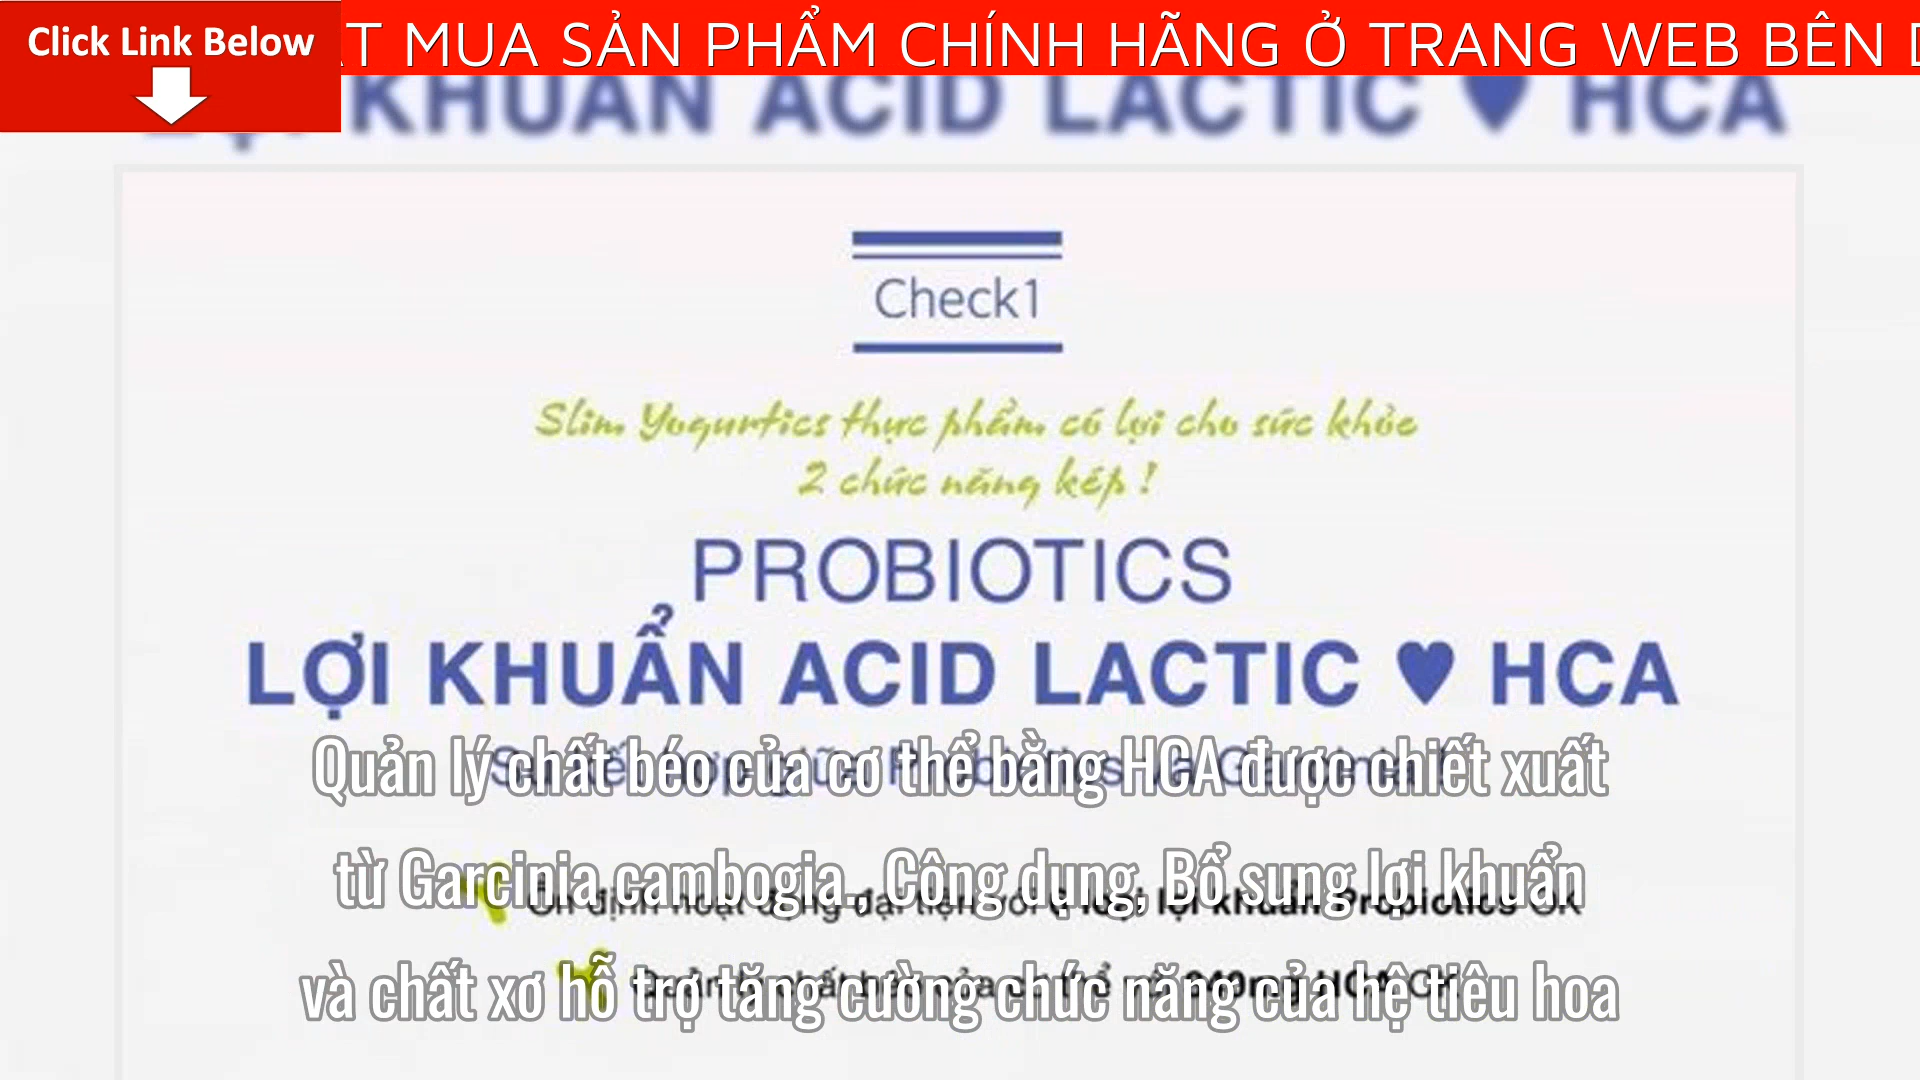 Click Link Below
MUA SẢN PHẨM CHÍNH HÃNG Ở TRANG WEB BÊN
KHUẨN ACID LACTIC ♥ HCA
Check1
Slim Yogurtics thực phẩm có lợi cho sức khỏe
2 chức năng kép !
PROBIOTICS
LỢI KHUẨN ACID LACTIC ♥ HCA
Quản lý chất béo của cơ thể bằng HCA được chiết xuất
từ Garcinia cambogia.. Công dụng, Bổ sung lợi khuẩn
và chất xơ hỗ trợ tăng cường chức năng của hệ tiêu hoa